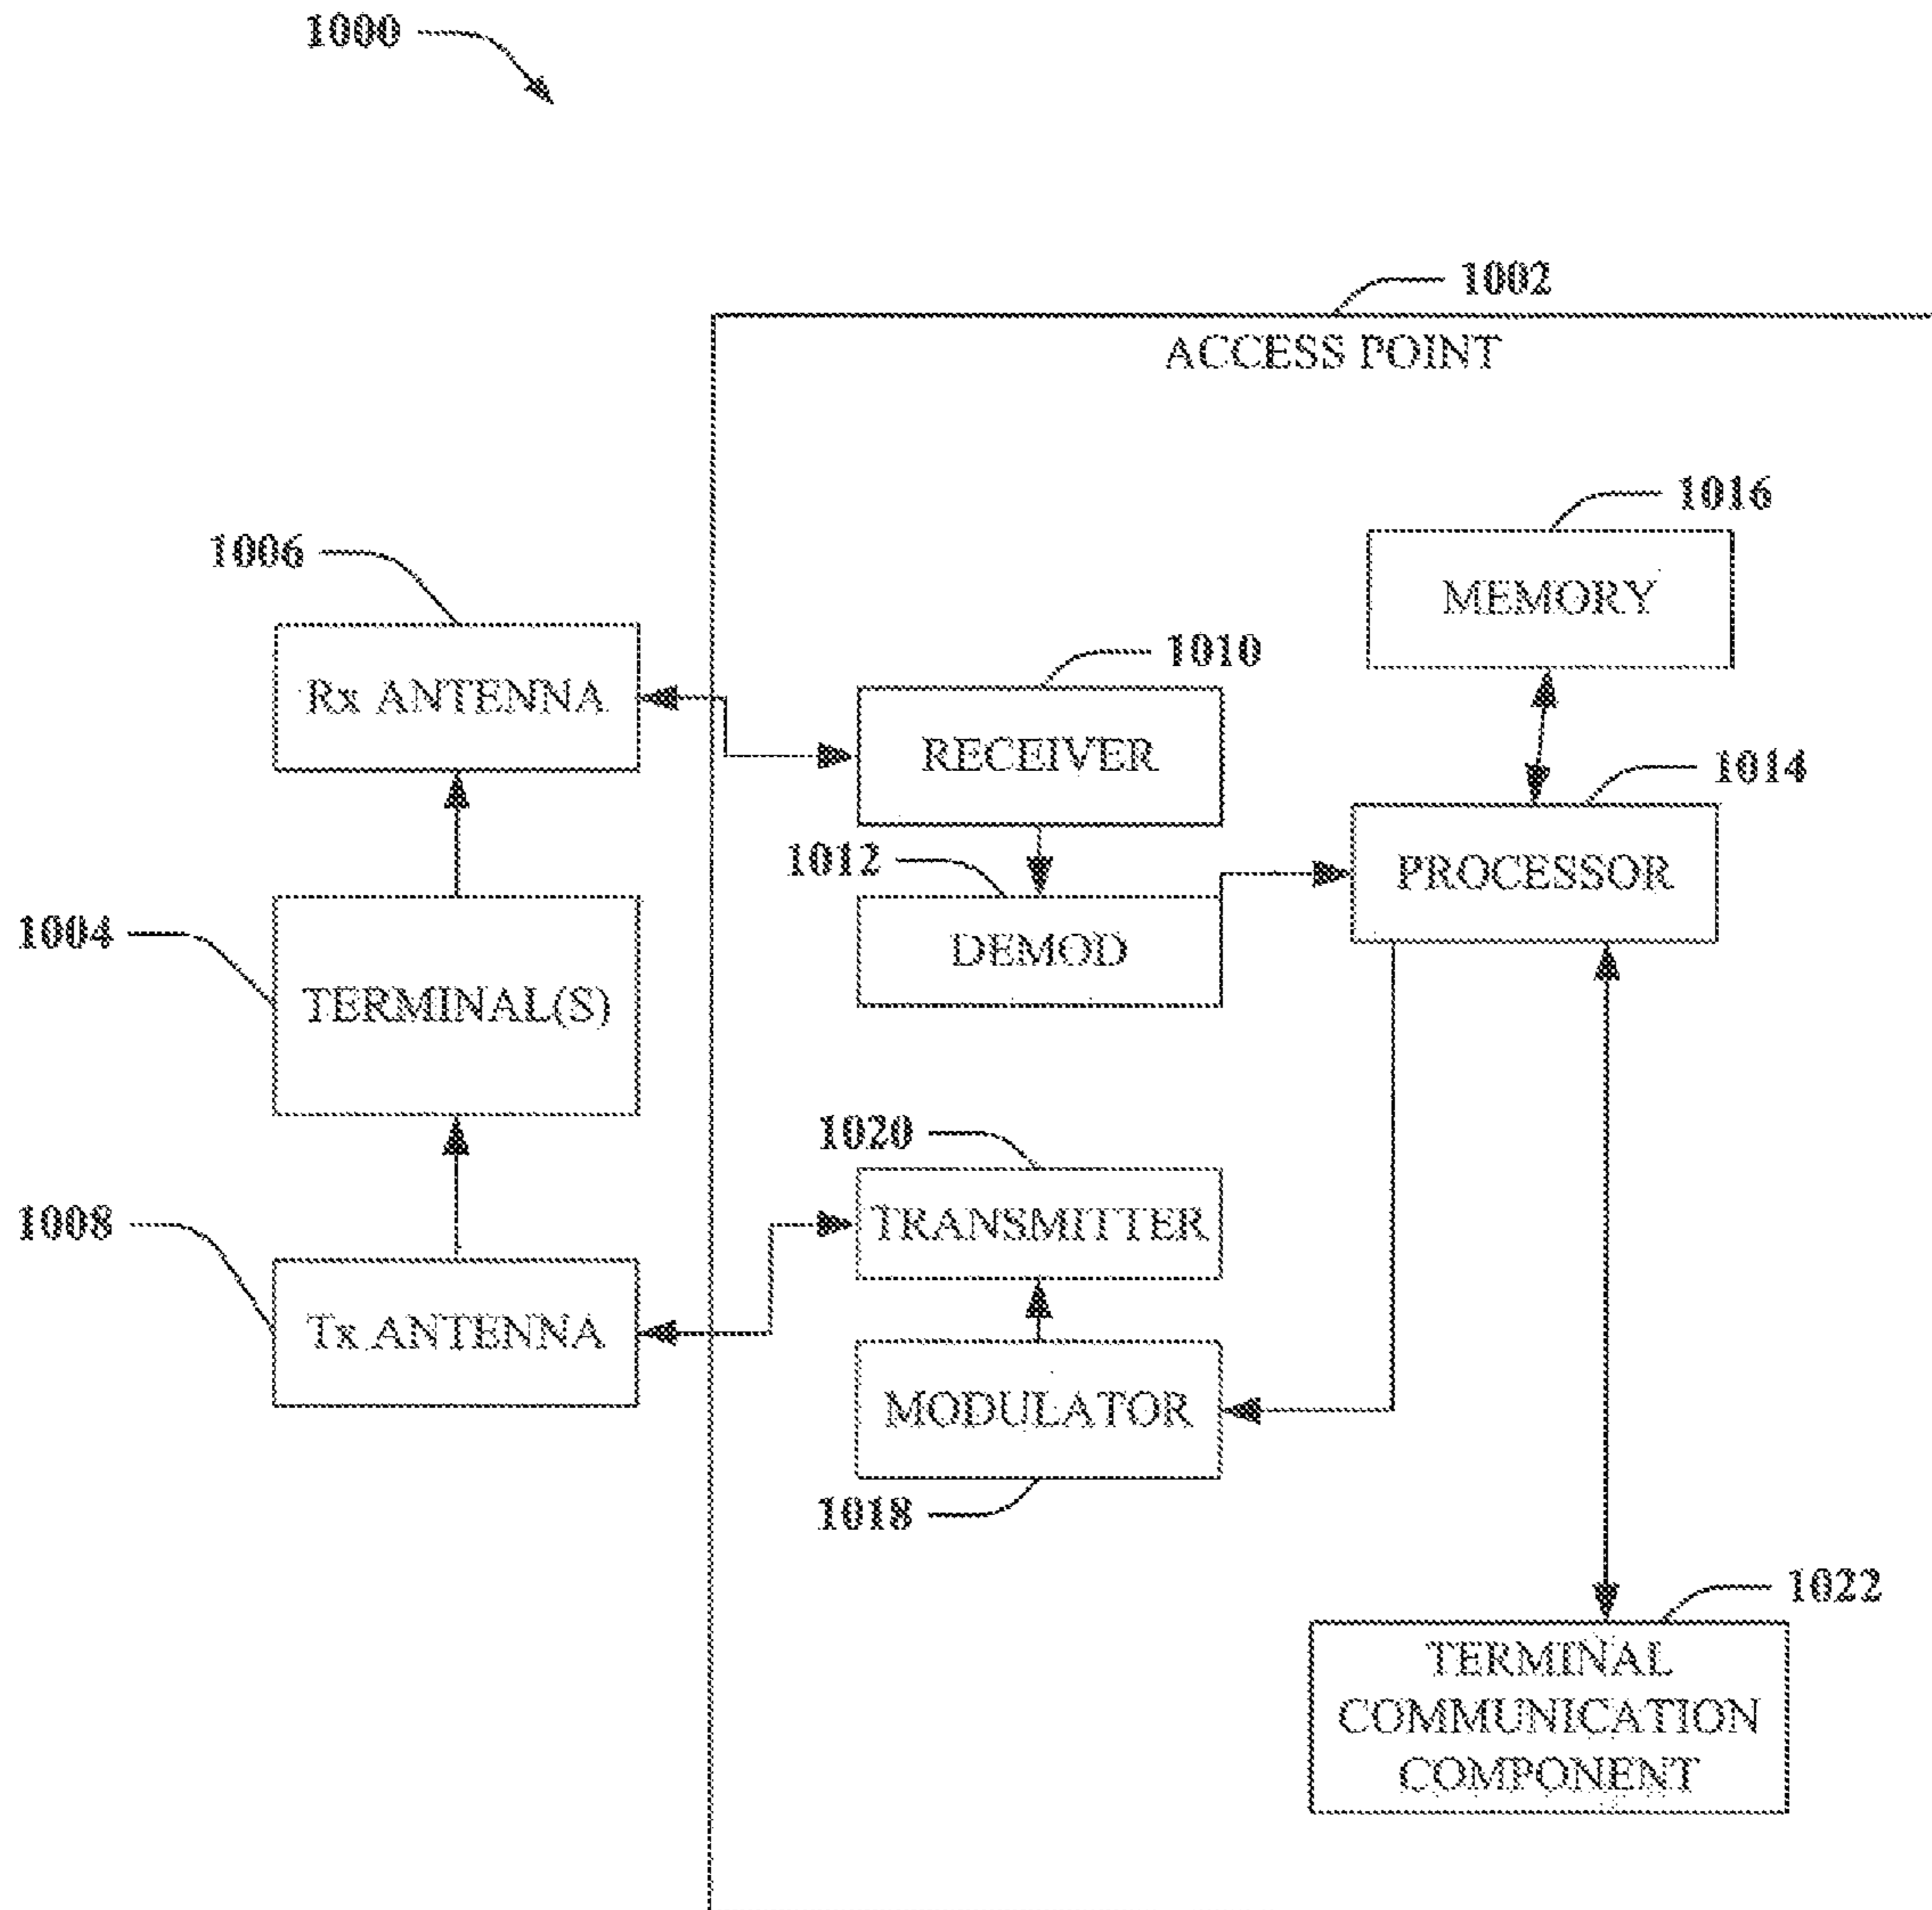 1000
1002
ACCESS POINT
1016
MEMORY
1006
Rx ANTENNA
1010
RECEIVER
1014
PROCESSOR
1012
DEMOD
1004
TERMINAL(S)
1020
TRANSMITTER
1008
Tx ANTENNA
MODULATOR
1018
1022
TERMINAL
COMMUNICATION
COMPONENT